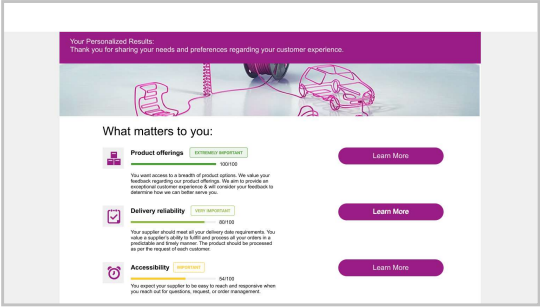 Your Personalized Results:
Thank you for sharing your needs and preferences regarding your customer experience.
What matters to you:
Product offerings EXTREMELY IMPORTANT
100/100
Learn More
You want access to a breadth of product options. We value your
feedback regarding our product offerings. We aim to provide an
exceptional customer experience & will consider your feedback to
determine how we can better serve you.
Delivery reliability VERY IMPORTANT
80/100
Learn More
Your supplier should meet all your delivery date requirements. You
value a supplier's ability to fulfill and process all your orders in a
predictable and timely manner. The product should be processed
as per the request of each customer.
Accessibility IMPORTANT
54/100
Learn More
You expect your supplier to be easy to reach and responsive when
you reach out for questions, request, or order management.